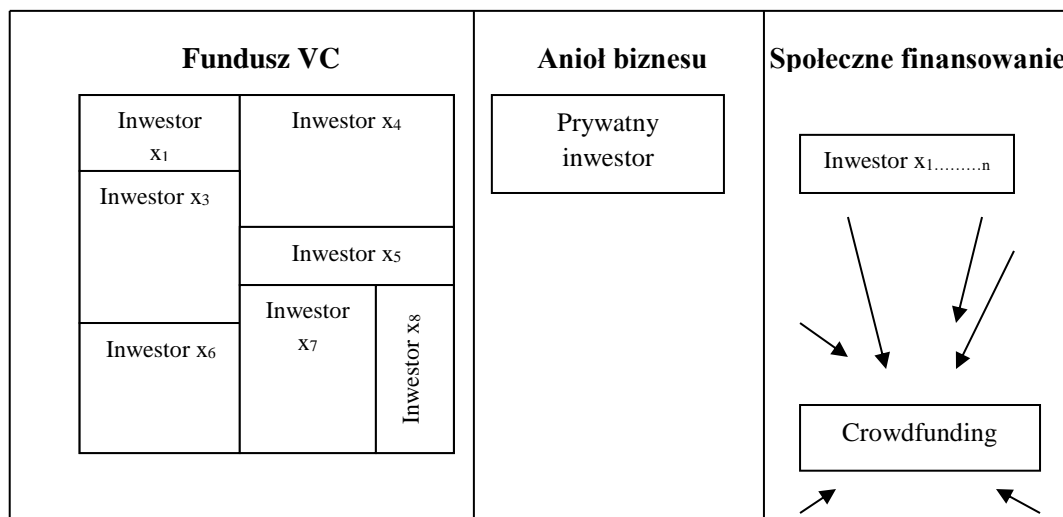 Fundusz VC
Inwestor
x1
Inwestor x4
Inwestor x3
Inwestor x5
Inwestor x6
Inwestor
x7
Inwestor x8
Anioł biznesu
Prywatny
inwestor
Społeczne finansowanie
Inwestor x1.........n
Crowdfunding